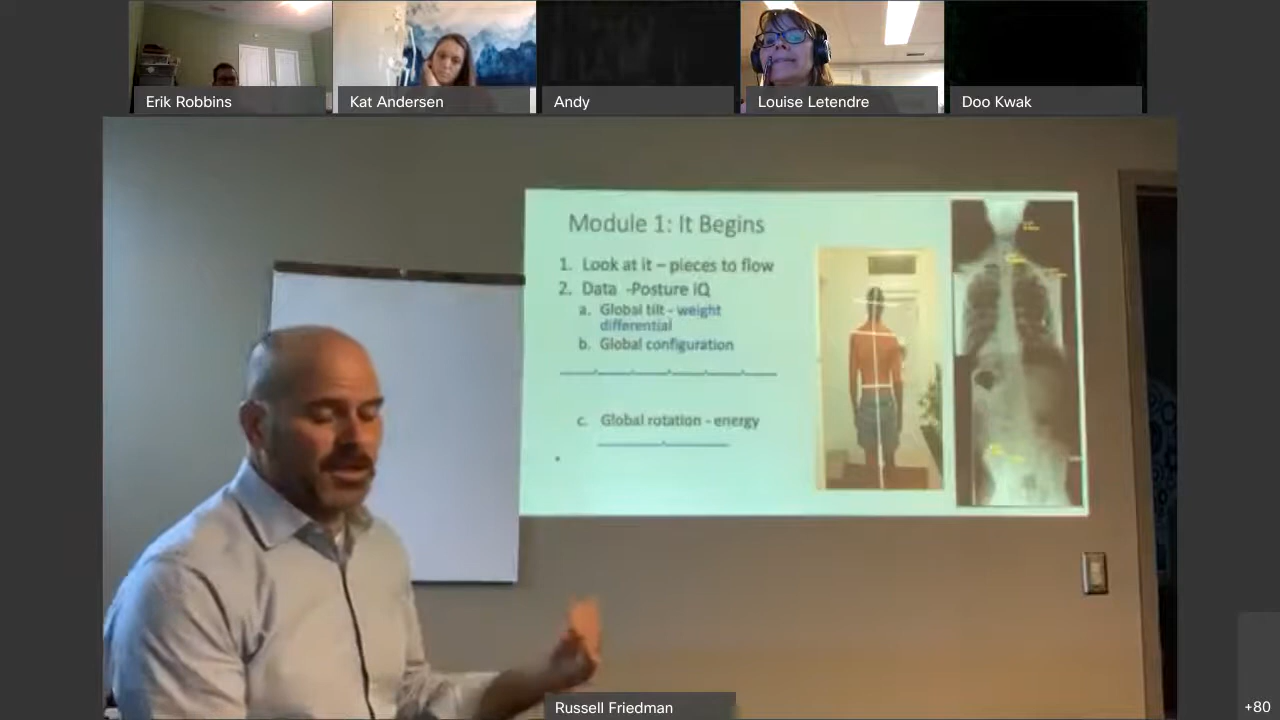 Erik Robbins
Kat Andersen
Andy
Louise Letendre
Doo Kwak
Module 1: It Begins
1. Look at it – pieces to flow
2. Data -Posture iQ
a. Global tilt - weight
differential
b. Global configuration
c. Global rotation - energy
Russell Friedman
+80